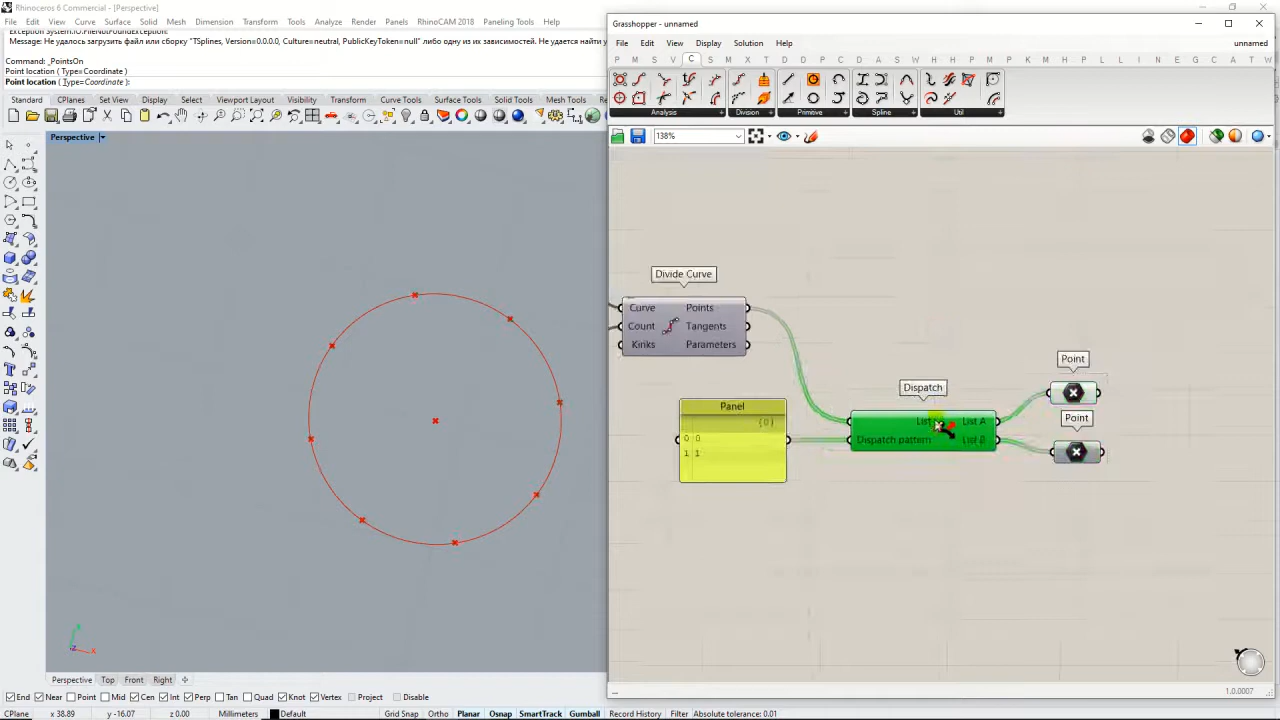 Rhinoceros 6 Commercial - [Perspective]
File Edit View Curve Surface Solid Mesh Dimension Transform Tools Analyze Render Panels RhinoCAM 2018 Paneling Tools Help
Message: Не удалось загрузить файл или сборку "TSplines, Version=0.0.0.0, Culture=neutral, PublicKeyToken=null" либо одну из их зависимостей. Не удается найти у
Command: _PointsOn
Point location ( Type=Coordinate )
Point location ( Type=Coordinate ):
Standard CPlanes Set View Display Select Viewport Layout Visibility Transform Curve Tools Surface Tools Solid Tools Mesh Tools Re
Perspective
Grasshopper - unnamed
File Edit View Display Solution Help unnamed
P M S V C S M X T D D P B A S L W H H P M K P L C E T W
Analysis + Division + Primitive + Spline + Util +
138%
Divide Curve
Curve Points
Count Tangents
Kinks Parameters
Panel
{0}
0 0
1 1
Dispatch
List List A
Dispatch pattern List B
Point
Point
1.0.0007
z
x
Perspective Top Front Right
End Near Point Mid Cen Int Perp Tan Quad Knot Vertex Project Disable
CPlane x 38.89 y -16.07 z 0.00 Millimeters Default Grid Snap Ortho Planar Osnap SmartTrack Gumball Record History Filter Absolute tolerance: 0.01